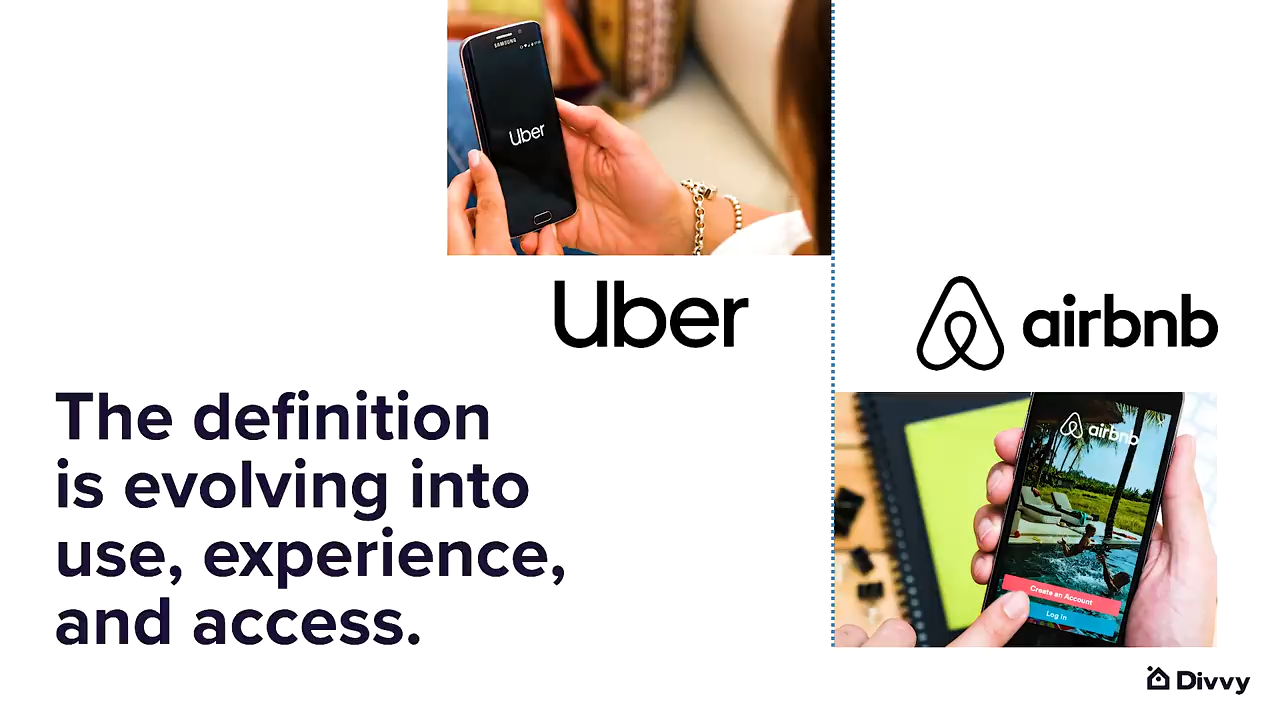 SAMSUNG
Uber
Uber
airbnb
The definition
is evolving into
use, experience,
and access.
airbnb
Create an Account
Log In
Divvy